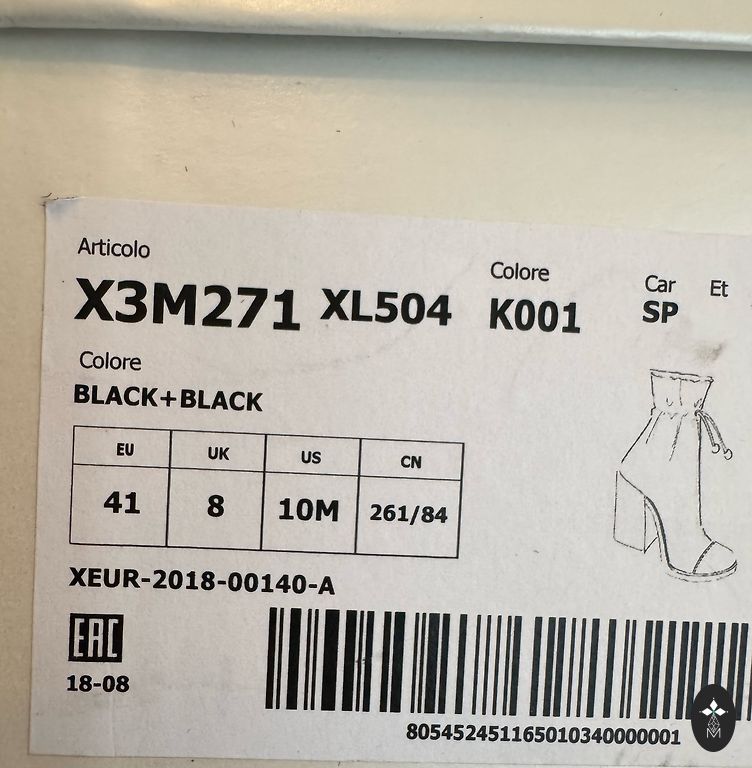 Articolo Colore Car Et
X3M271 XL504 K001 SP
Colore
BLACK+BLACK
EU UK US CN
41 8 10M 261/84
XEUR-2018-00140-A
EAC
18-08
805452451165010340000001
M